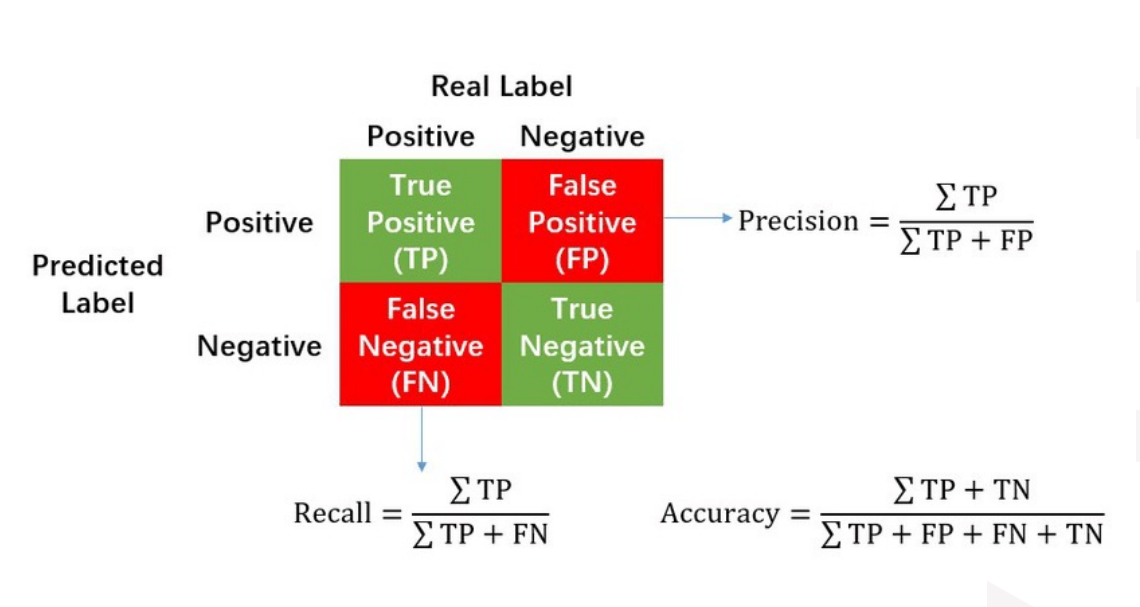 Real Label
Positive Negative
True Positive (TP)
False Positive (FP)
Positive
Precision = ∑ TP / ∑ TP + FP
Predicted Label
False Negative (FN)
True Negative (TN)
Negative
Recall = ∑ TP / ∑ TP + FN
Accuracy = ∑ TP + TN / ∑ TP + FP + FN + TN